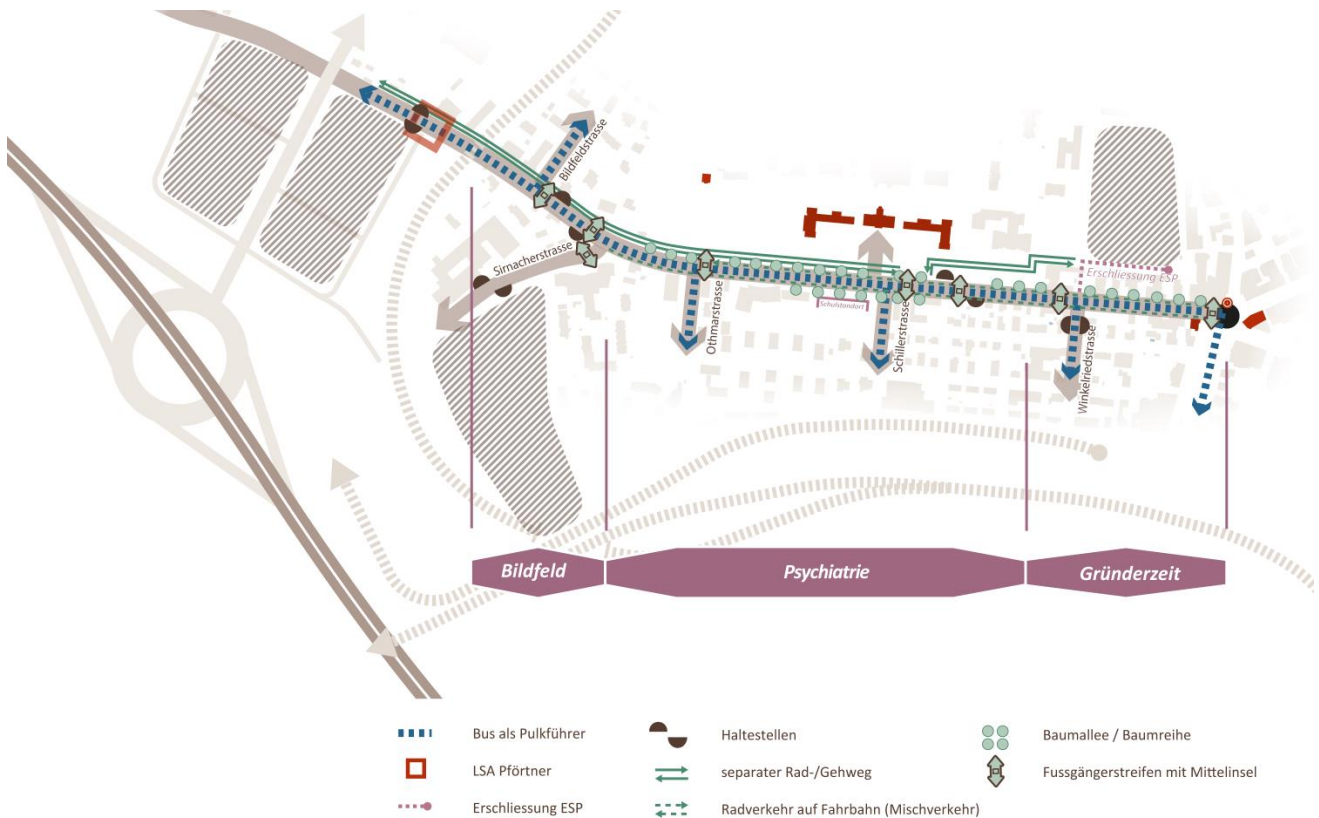 Bildfeldstrasse
Sirnacherstrasse
Erschliessung ESP
Schulstandort
Othmarstrasse
Schillerstrasse
Winkelriedstrasse
Bildfeld
Psychiatrie
Gründerzeit
Bus als Pulkführer
Haltestellen
Baumallee / Baumreihe
LSA Pförtner
separater Rad-/Gehweg
Fussgängerstreifen mit Mittelinsel
Erschliessung ESP
Radverkehr auf Fahrbahn (Mischverkehr)